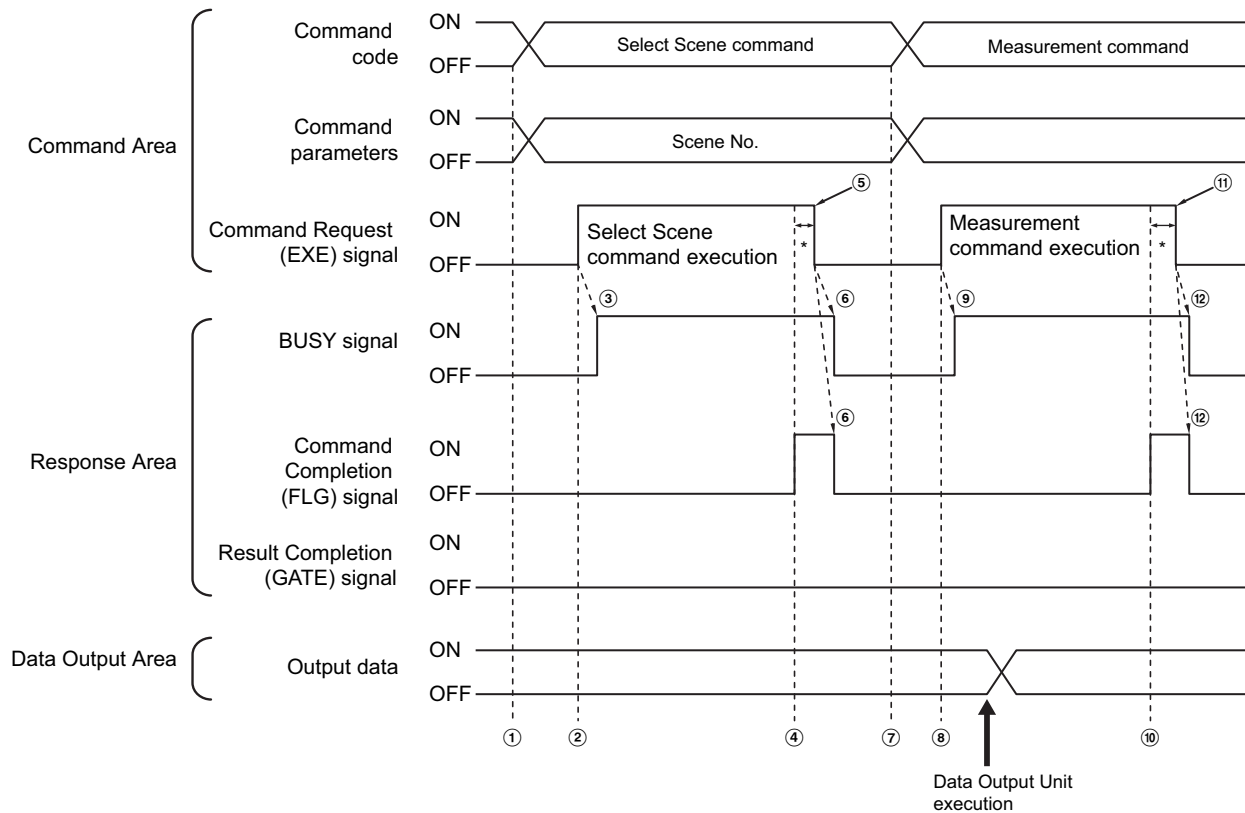 Command Area
Command
code
ON
OFF
Select Scene command
Measurement command
Command
parameters
ON
OFF
Scene No.
Command Request
(EXE) signal
ON
OFF
Select Scene
command execution
*
⑤
Measurement
command execution
*
⑪
Response Area
BUSY signal
ON
OFF
③
⑥
⑨
⑫
Command
Completion
(FLG) signal
ON
OFF
⑥
⑫
Result Completion
(GATE) signal
ON
OFF
Data Output Area
Output data
ON
OFF
① ② ④ ⑦ ⑧ ⑩
Data Output Unit
execution